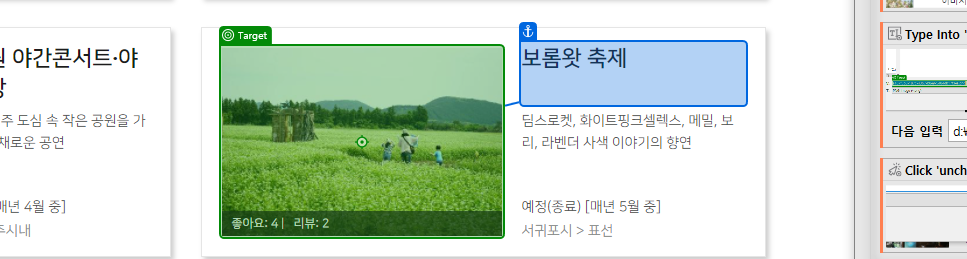 야간콘서트·야
주 도심 속 작은 공원을 가
채로운 공연
매년 4월 중]
주시내
Target
좋아요: 4 | 리뷰: 2
보롬왓 축제
딤스로켓, 화이트핑크셀렉스, 메밀, 보
리, 라벤더 사색 이야기의 향연
예정(종료) [매년 5월 중]
서귀포시 > 표선
Type Into '
다음 입력
d:₩
Click 'unch